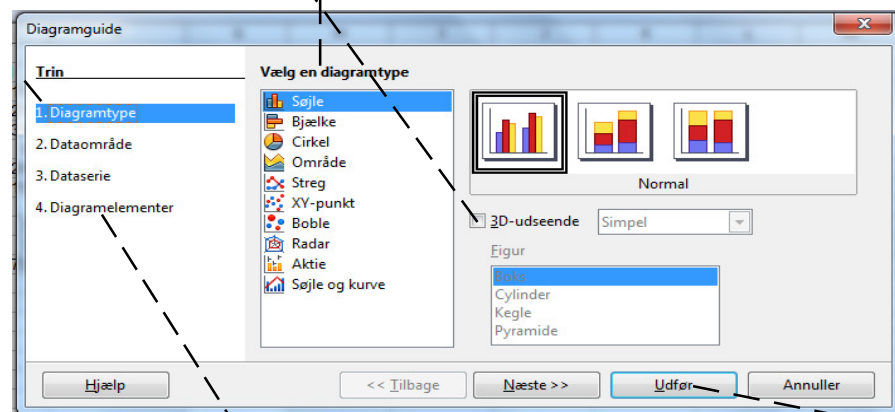 Diagramguide
Trin
1. Diagramtype
2. Dataområde
3. Dataserie
4. Diagramelementer
Vælg en diagramtype
Søjle
Bjælke
Cirkel
Område
Streg
XY-punkt
Boble
Radar
Aktie
Søjle og kurve
Normal
3D-udseende
Simpel
Figur
Boks
Cylinder
Kegle
Pyramide
Hjælp
<< Tilbage
Næste >>
Udfør
Annuller